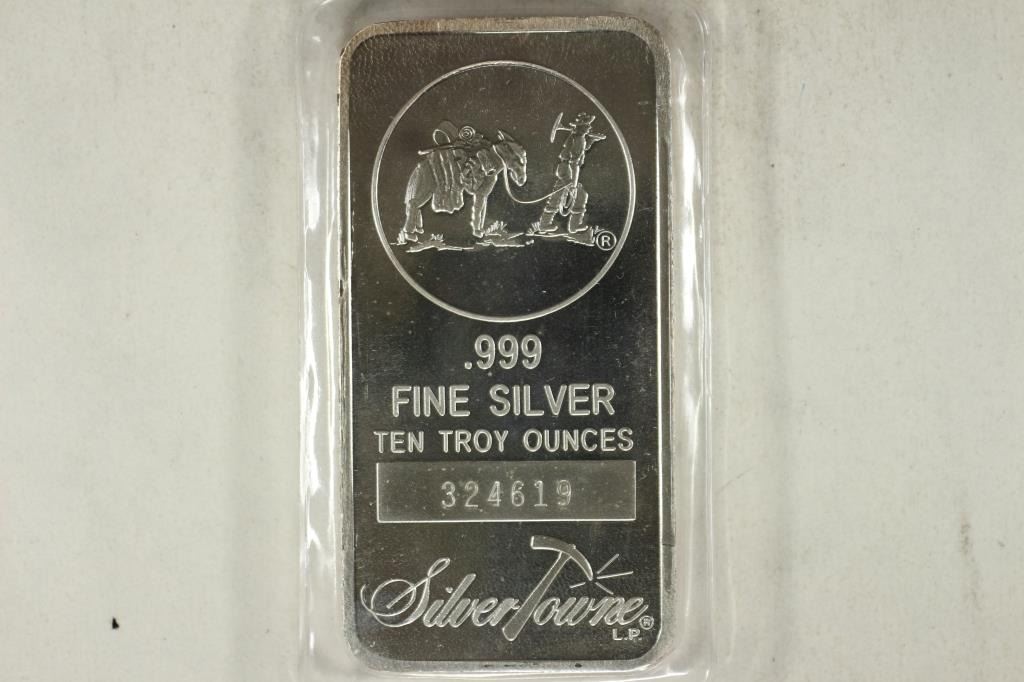 ®
.999
FINE SILVER
TEN TROY OUNCES
324619
SilverTowne®
L.P.